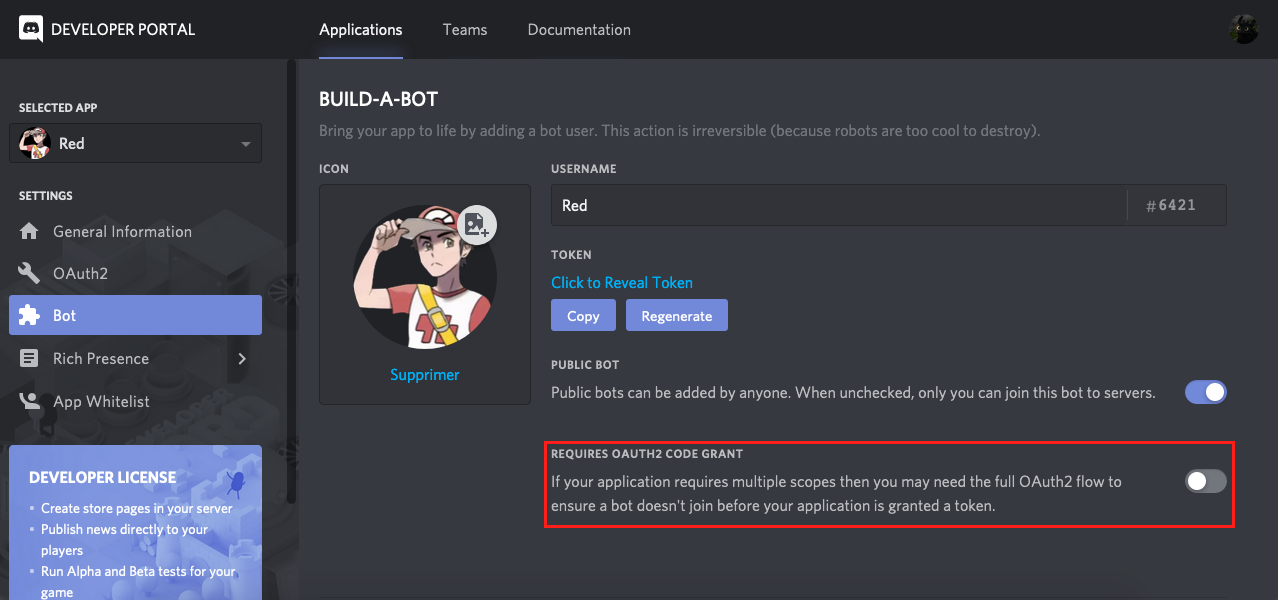 DEVELOPER PORTAL
Applications
Teams
Documentation
SELECTED APP
Red
SETTINGS
General Information
OAuth2
Bot
Rich Presence
App Whitelist
DEVELOPER LICENSE
• Create store pages in your server
• Publish news directly to your
players
• Run Alpha and Beta tests for your
game
BUILD-A-BOT
Bring your app to life by adding a bot user. This action is irreversible (because robots are too cool to destroy).
ICON
Supprimer
USERNAME
Red
#6421
TOKEN
Click to Reveal Token
Copy
Regenerate
PUBLIC BOT
Public bots can be added by anyone. When unchecked, only you can join this bot to servers.
REQUIRES OAUTH2 CODE GRANT
If your application requires multiple scopes then you may need the full OAuth2 flow to
ensure a bot doesn't join before your application is granted a token.